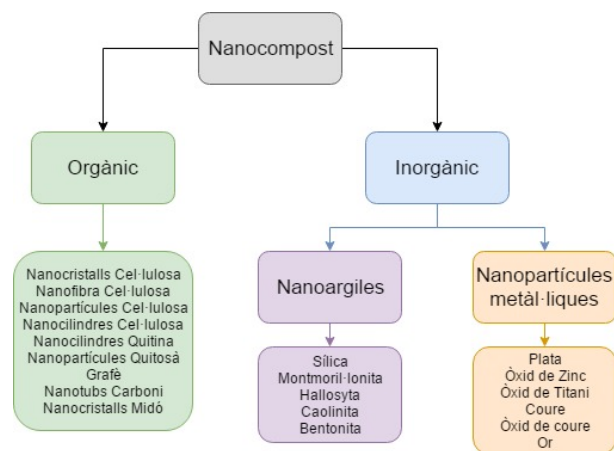 Nanocompost
Orgànic
Inorgànic
Nanocristalls Cel·lulosa
Nanofibra Cel·lulosa
Nanopartícules Cel·lulosa
Nanocilindres Cel·lulosa
Nanocilindres Quitina
Nanopartícules Quitosà
Grafè
Nanotubs Carboni
Nanocristalls Midó
Nanoargiles
Nanopartícules
metàl·liques
Sílica
Montmoril·lonita
Hallosyta
Caolinita
Bentonita
Plata
Òxid de Zinc
Òxid de Titani
Coure
Òxid de coure
Or